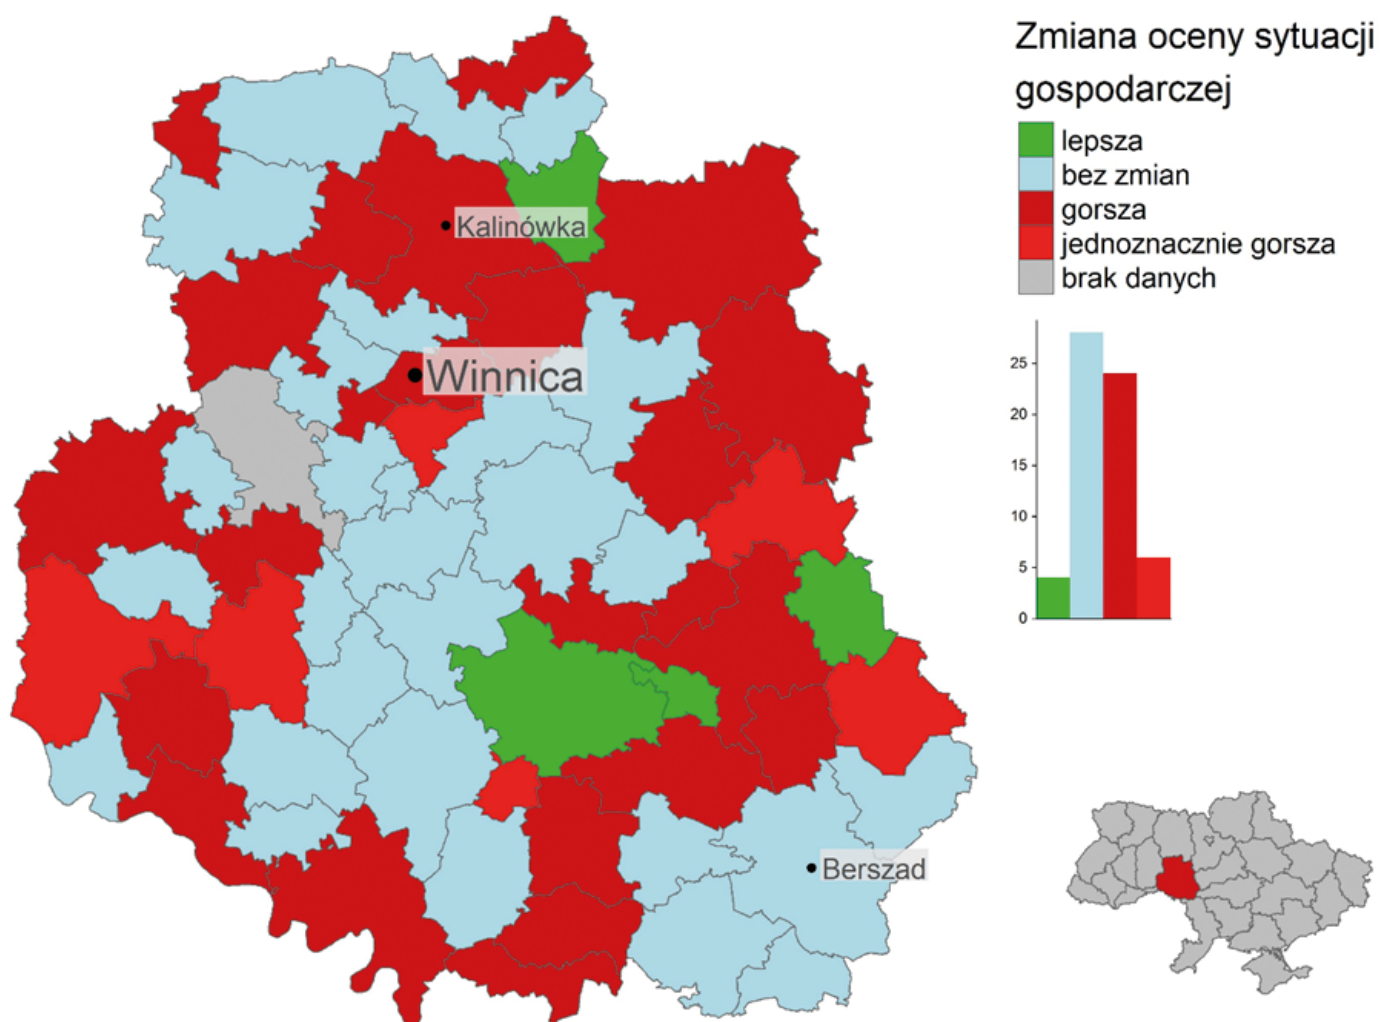 Zmiana oceny sytuacji
gospodarczej
lepsza
bez zmian
gorsza
jednoznacznie gorsza
brak danych
Kalinówka
Winnica
Berszad
25
20
15
10
5
0